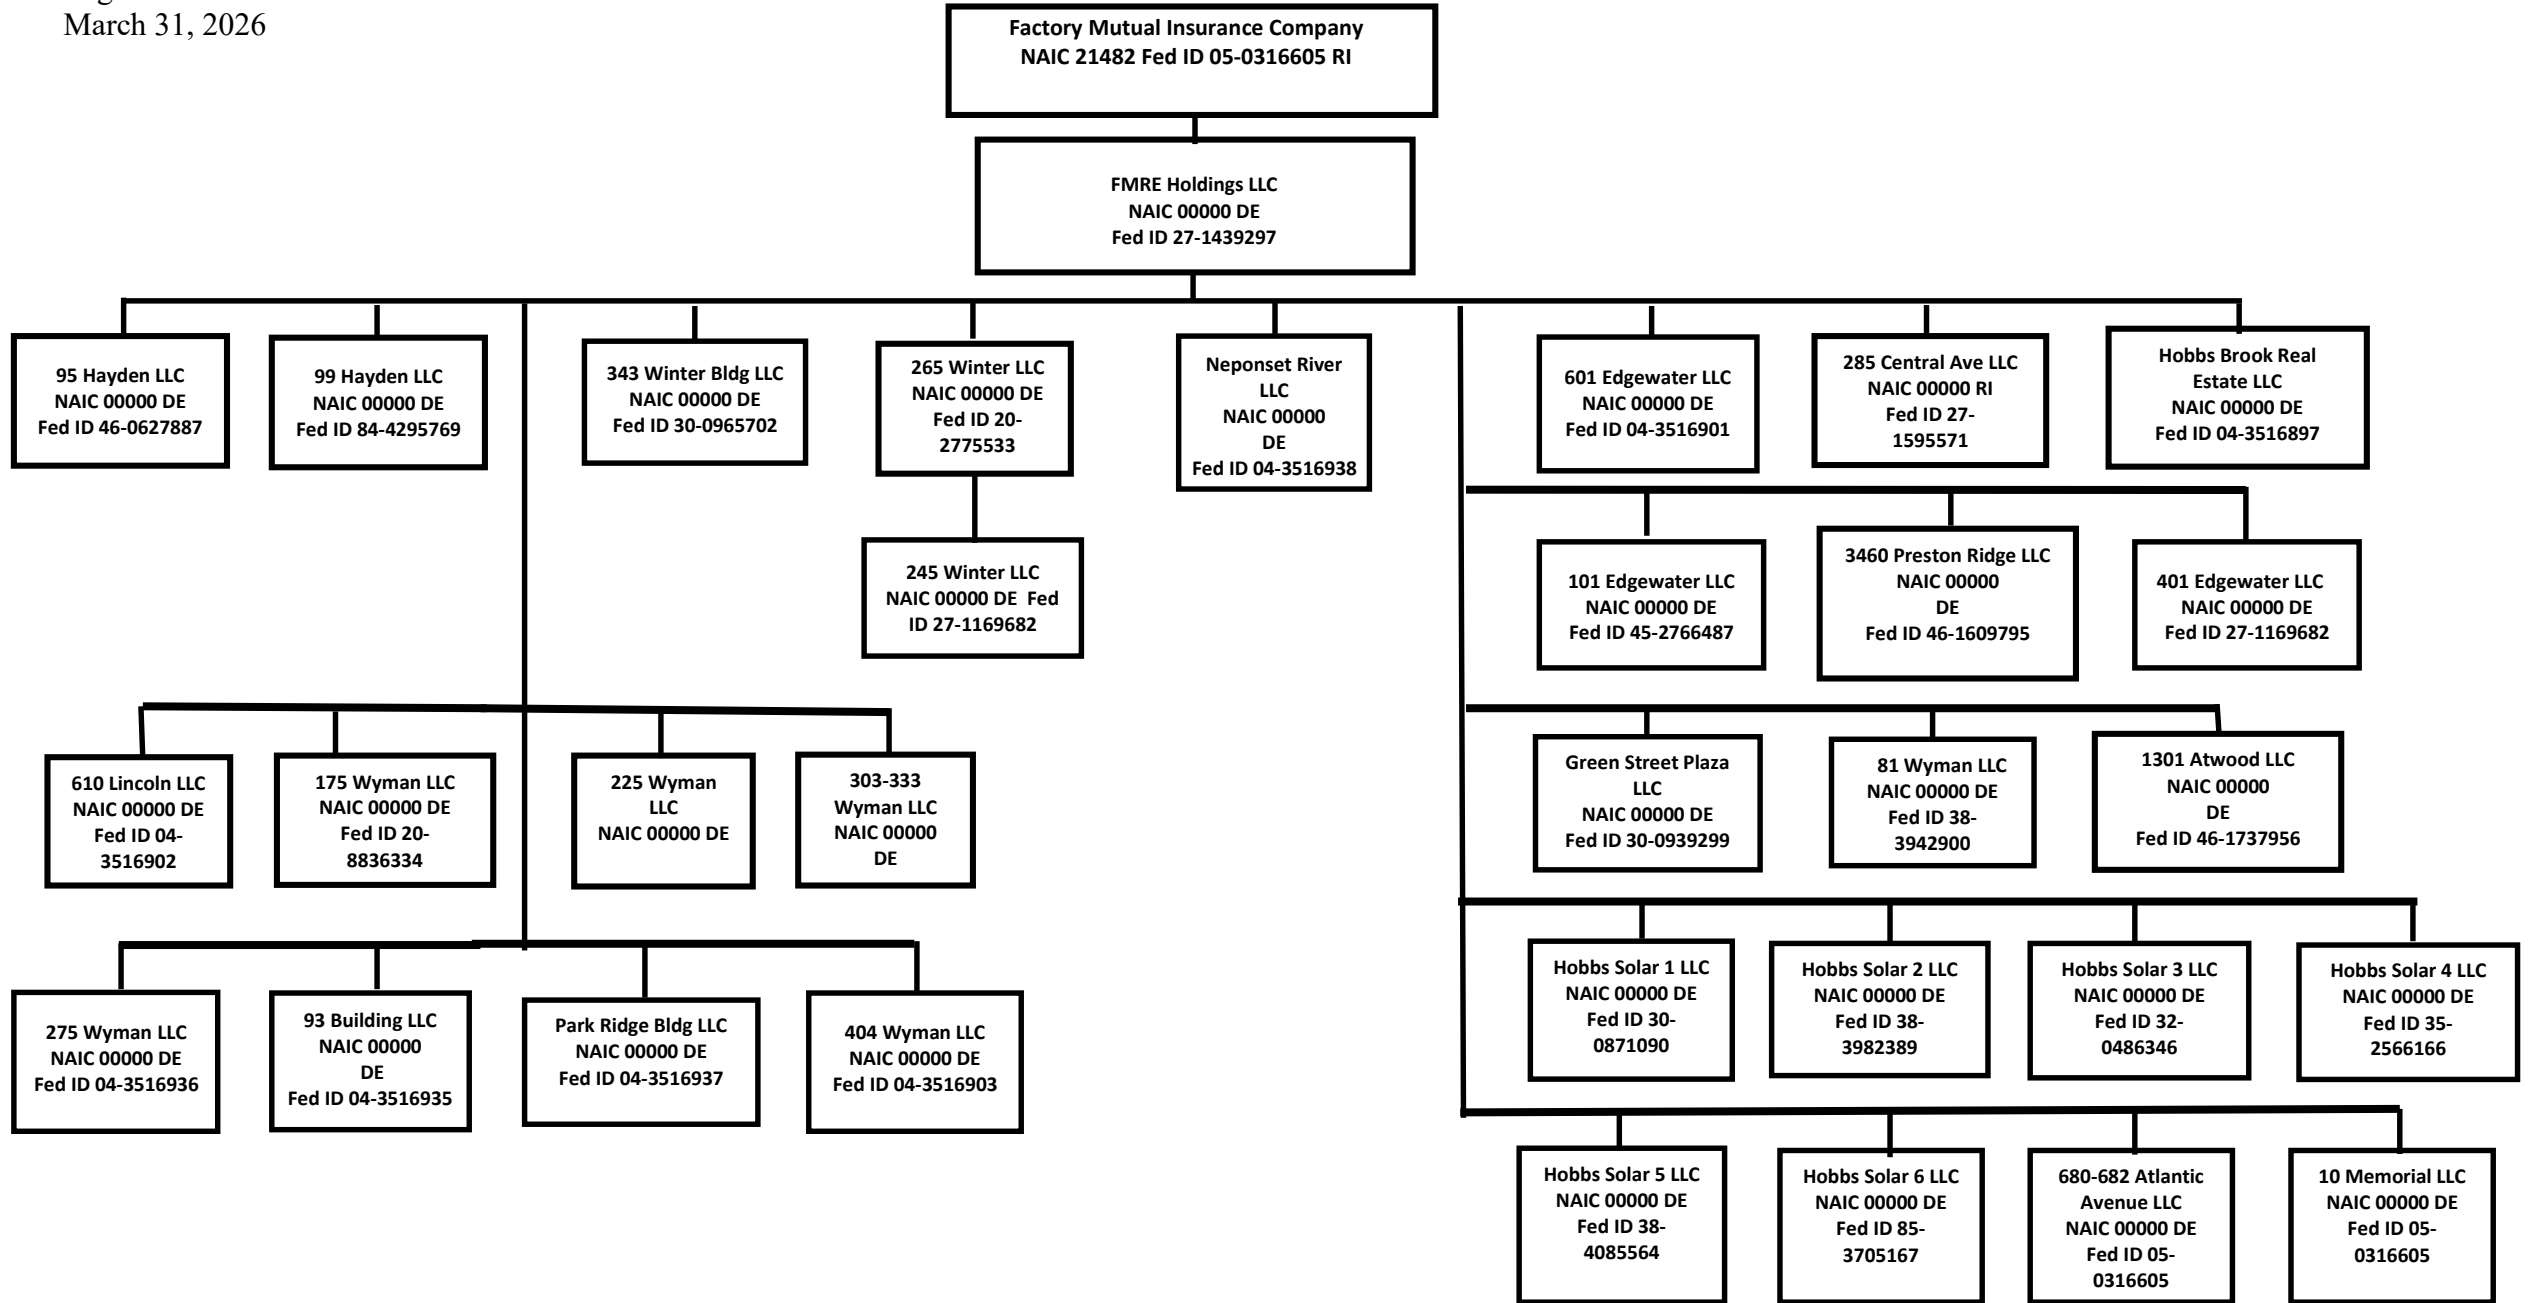 March 31, 2026
Factory Mutual Insurance Company
NAIC 21482 Fed ID 05-0316605 RI
FMRE Holdings LLC
NAIC 00000 DE
Fed ID 27-1439297
95 Hayden LLC
NAIC 00000 DE
Fed ID 46-0627887
99 Hayden LLC
NAIC 00000 DE
Fed ID 84-4295769
343 Winter Bldg LLC
NAIC 00000 DE
Fed ID 30-0965702
265 Winter LLC
NAIC 00000 DE
Fed ID 20-
2775533
Neponset River
LLC
NAIC 00000
DE
Fed ID 04-3516938
601 Edgewater LLC
NAIC 00000 DE
Fed ID 04-3516901
285 Central Ave LLC
NAIC 00000 RI
Fed ID 27-
1595571
Hobbs Brook Real
Estate LLC
NAIC 00000 DE
Fed ID 04-3516897
245 Winter LLC
NAIC 00000 DE  Fed
ID 27-1169682
101 Edgewater LLC
NAIC 00000 DE
Fed ID 45-2766487
3460 Preston Ridge LLC
NAIC 00000
DE
Fed ID 46-1609795
401 Edgewater LLC
NAIC 00000 DE
Fed ID 27-1169682
610 Lincoln LLC
NAIC 00000 DE
Fed ID 04-
3516902
175 Wyman LLC
NAIC 00000 DE
Fed ID 20-
8836334
225 Wyman
LLC
NAIC 00000 DE
303-333
Wyman LLC
NAIC 00000
DE
Green Street Plaza
LLC
NAIC 00000 DE
Fed ID 30-0939299
81 Wyman LLC
NAIC 00000 DE
Fed ID 38-
3942900
1301 Atwood LLC
NAIC 00000
DE
Fed ID 46-1737956
275 Wyman LLC
NAIC 00000 DE
Fed ID 04-3516936
93 Building LLC
NAIC 00000
DE
Fed ID 04-3516935
Park Ridge Bldg LLC
NAIC 00000 DE
Fed ID 04-3516937
404 Wyman LLC
NAIC 00000 DE
Fed ID 04-3516903
Hobbs Solar 1 LLC
NAIC 00000 DE
Fed ID 30-
0871090
Hobbs Solar 2 LLC
NAIC 00000 DE
Fed ID 38-
3982389
Hobbs Solar 3 LLC
NAIC 00000 DE
Fed ID 32-
0486346
Hobbs Solar 4 LLC
NAIC 00000 DE
Fed ID 35-
2566166
Hobbs Solar 5 LLC
NAIC 00000 DE
Fed ID 38-
4085564
Hobbs Solar 6 LLC
NAIC 00000 DE
Fed ID 85-
3705167
680-682 Atlantic
Avenue LLC
NAIC 00000 DE
Fed ID 05-
0316605
10 Memorial LLC
NAIC 00000 DE
Fed ID 05-
0316605